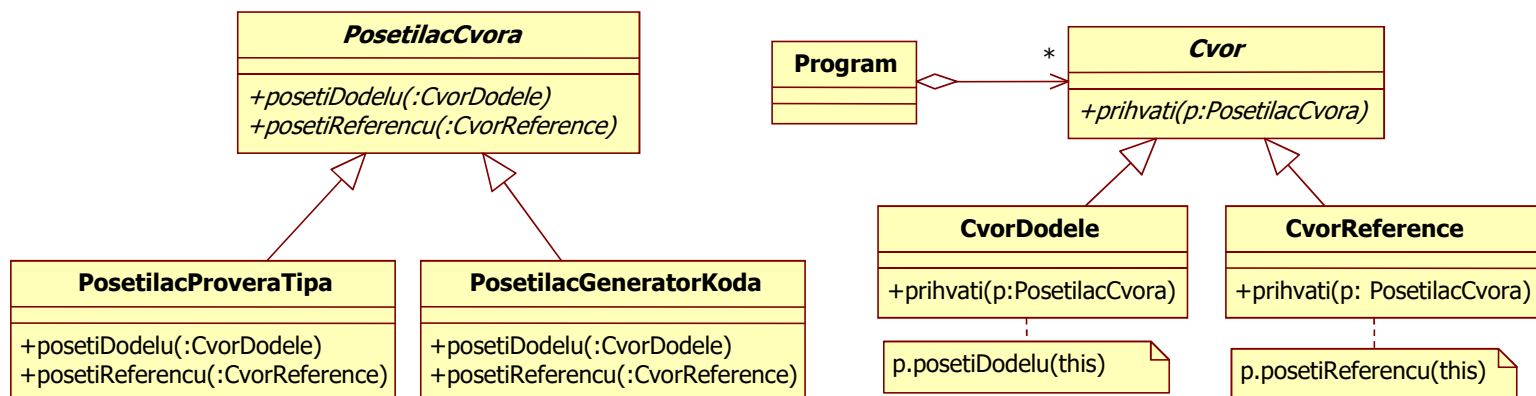 PosetilacCvora
+posetiDodelu(:CvorDodele)
+posetiReferencu(:CvorReference)
PosetilacProveraTipa
+posetiDodelu(:CvorDodele)
+posetiReferencu(:CvorReference)
PosetilacGeneratorKoda
+posetiDodelu(:CvorDodele)
+posetiReferencu(:CvorReference)
Program
*
Cvor
+prihvati(p:PosetilacCvora)
CvorDodele
+prihvati(p:PosetilacCvora)
p.posetiDodelu(this)
CvorReference
+prihvati(p: PosetilacCvora)
p.posetiReferencu(this)